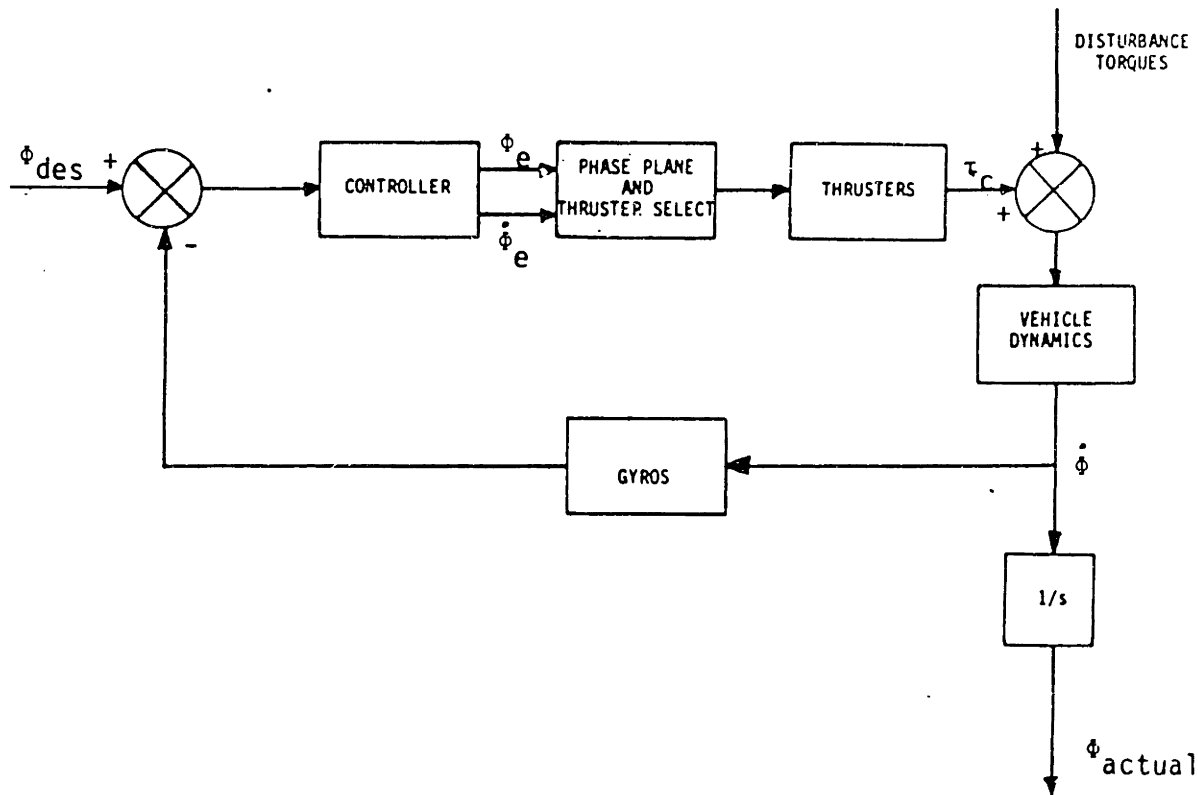 DISTURBANCE
TORQUES
Φdes
+
-
CONTROLLER
Φe
Φ̇e
PHASE PLANE
AND
THRUSTER SELECT
THRUSTERS
τc
+
+
VEHICLE
DYNAMICS
GYROS
Φ̇
1/s
Φactual